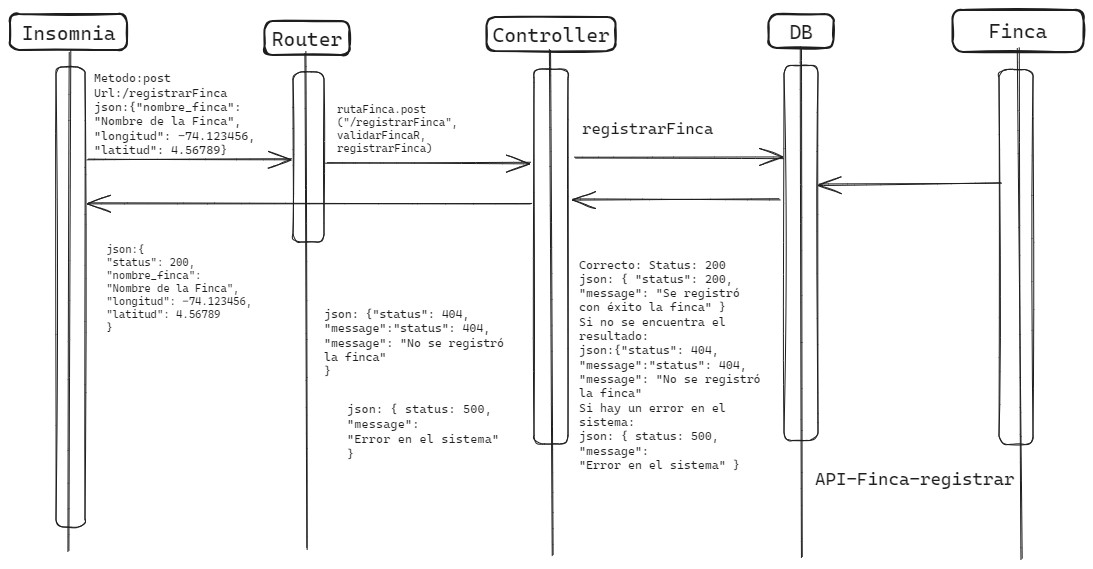 Insomnia
Router
Controller
DB
Finca
Metodo:post
Url:/registrarFinca
json:{"nombre_finca":
"Nombre de la Finca",
"longitud": -74.123456,
"latitud": 4.56789}
rutaFinca.post
("/registrarFinca",
validarFincaR,
registrarFinca)
registrarFinca
json:{
"status": 200,
"nombre_finca":
"Nombre de la Finca",
"longitud": -74.123456,
"latitud": 4.56789
}
json: {"status": 404,
"message":"status": 404,
"message": "No se registró
la finca"
}
json: { status: 500,
"message":
"Error en el sistema"
}
Correcto: Status: 200
json: { "status": 200,
"message": "Se registró
con éxito la finca" }
Si no se encuentra el
resultado:
json:{"status": 404,
"message":"status": 404,
"message": "No se registró
la finca"
Si hay un error en el
sistema:
json: { status: 500,
"message":
"Error en el sistema" }
API-Finca-registrar